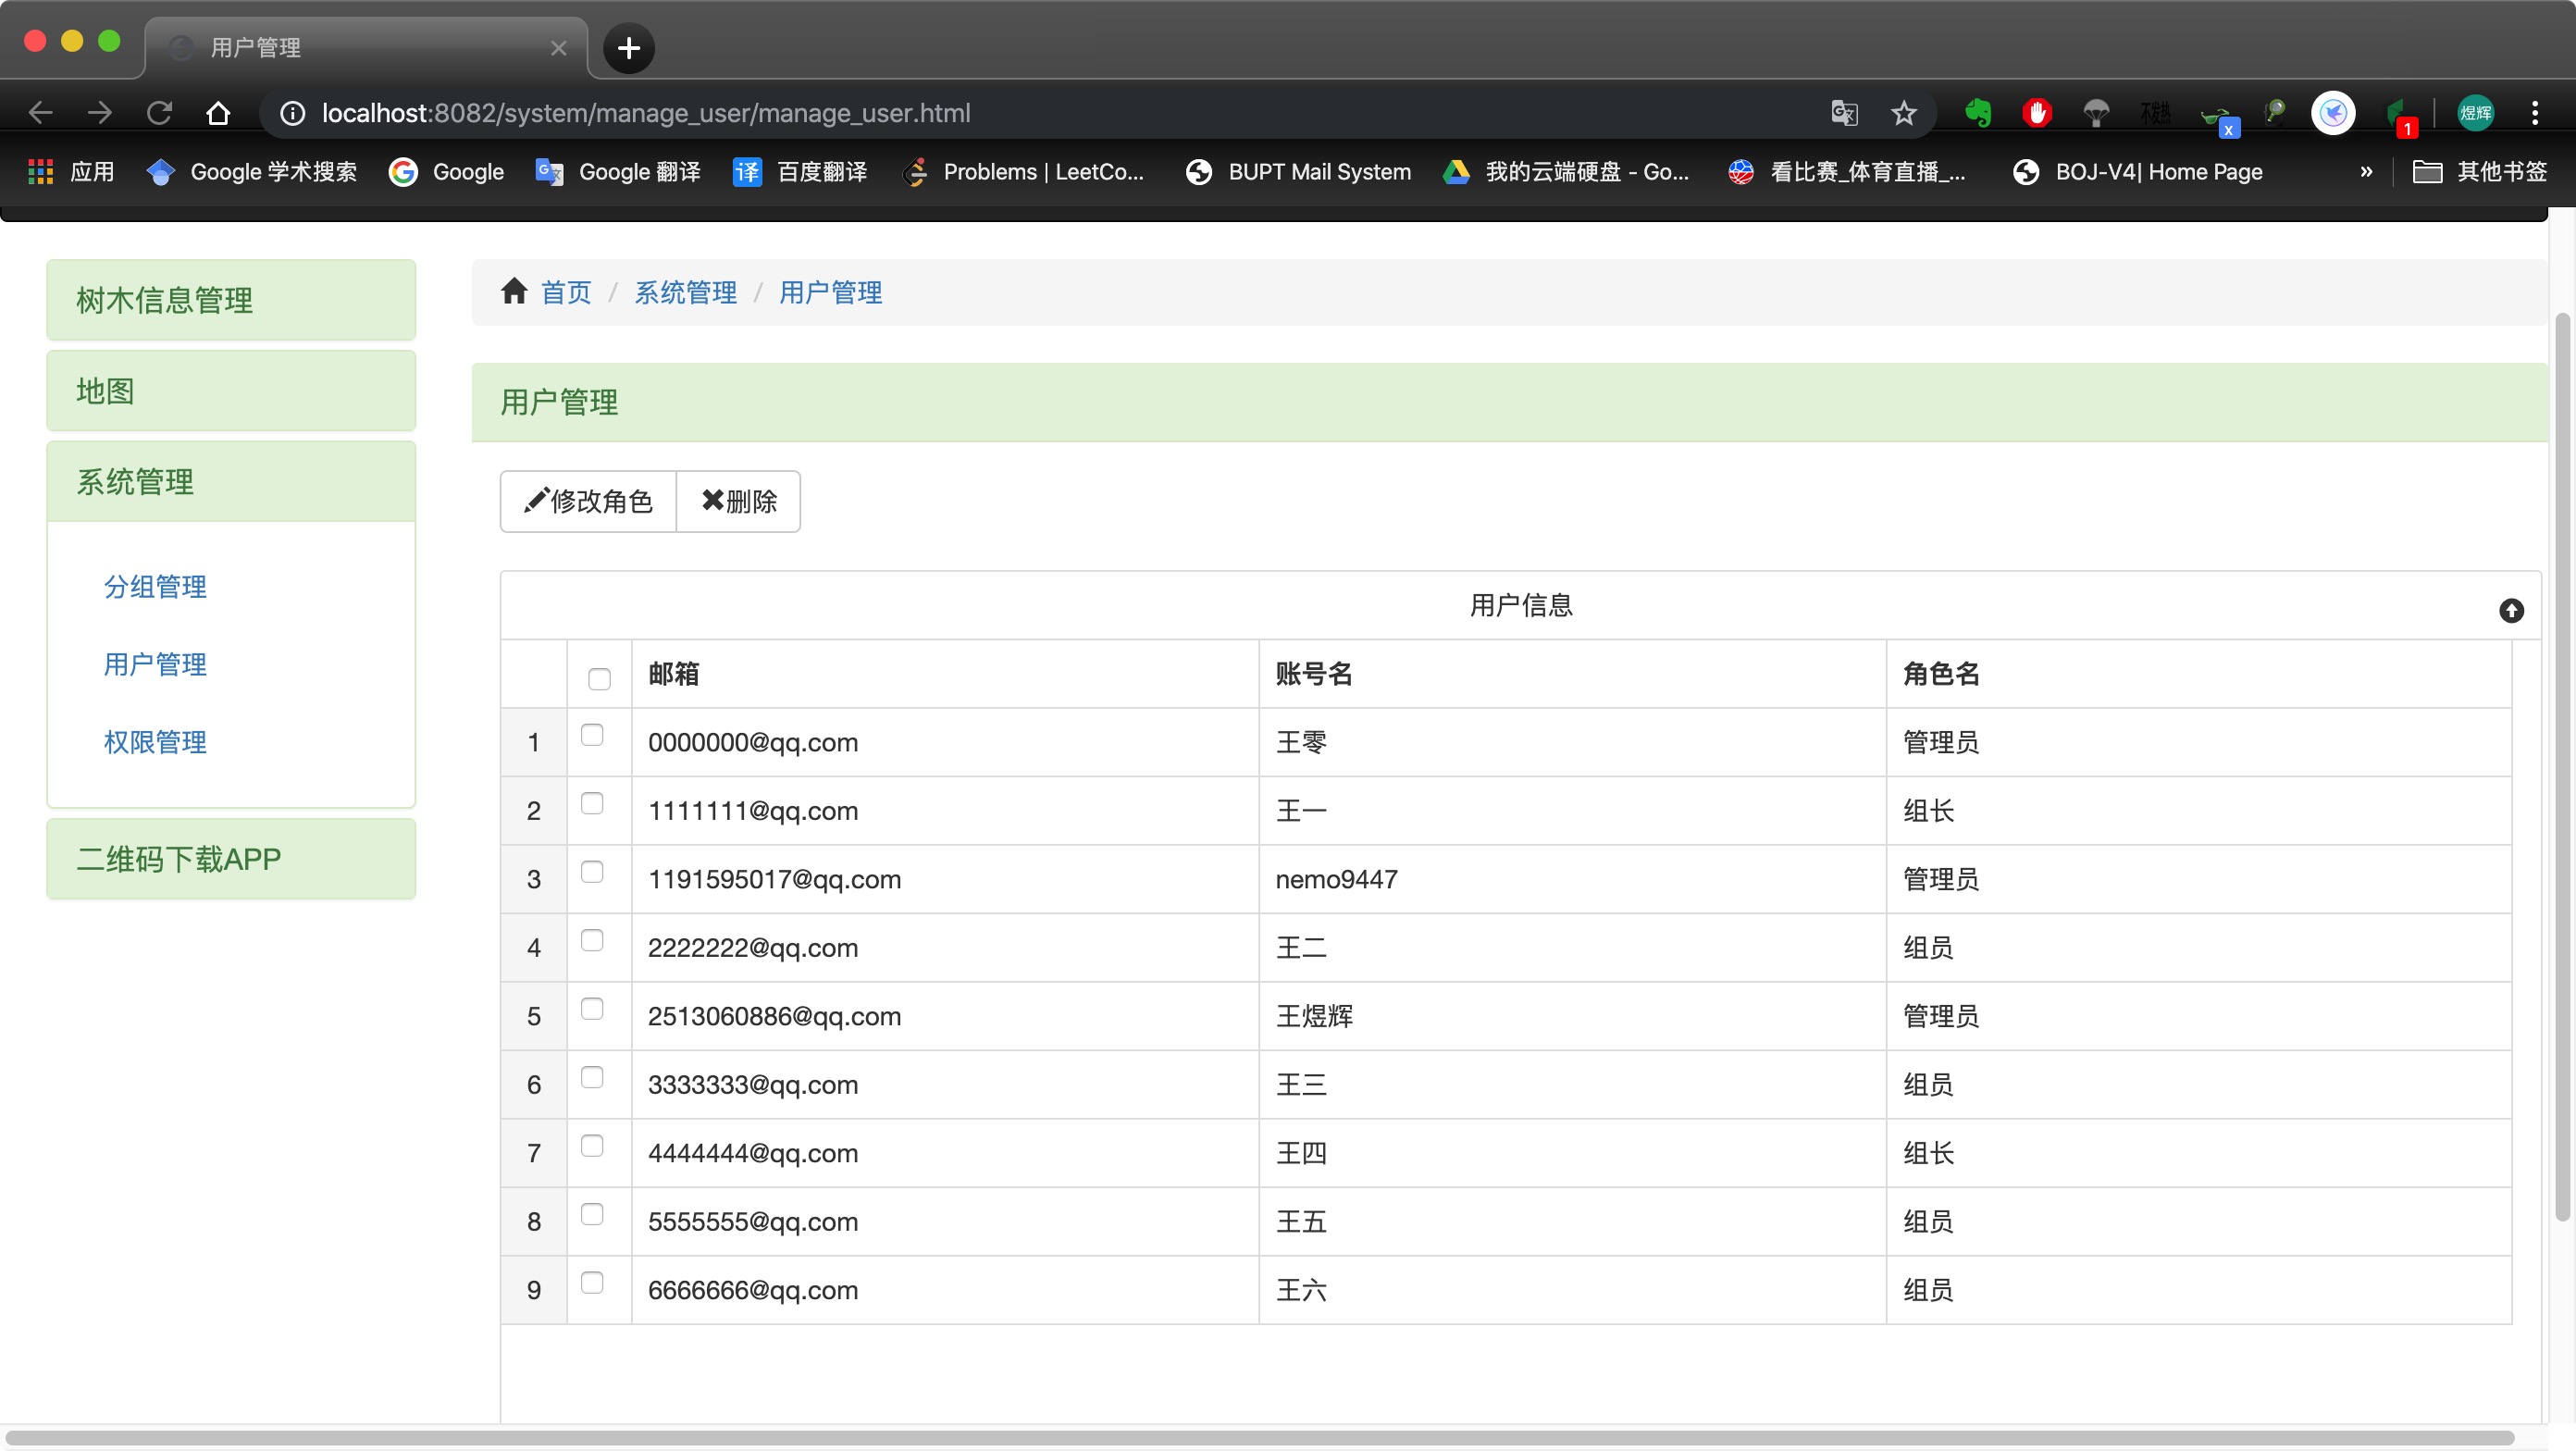 用户管理
localhost:8082/system/manage_user/manage_user.html
不发热
x
1
煜辉
应用 Google 学术搜索 Google Google 翻译 译 百度翻译 Problems | LeetCo... BUPT Mail System 我的云端硬盘 - Go... 看比赛_体育直播_... BOJ-V4| Home Page » 其他书签
树木信息管理
地图
系统管理
分组管理
用户管理
权限管理
二维码下载APP
首页 / 系统管理 / 用户管理
用户管理
修改角色 删除
用户信息
邮箱 账号名 角色名
1 0000000@qq.com 王零 管理员
2 1111111@qq.com 王一 组长
3 1191595017@qq.com nemo9447 管理员
4 2222222@qq.com 王二 组员
5 2513060886@qq.com 王煜辉 管理员
6 3333333@qq.com 王三 组员
7 4444444@qq.com 王四 组长
8 5555555@qq.com 王五 组员
9 6666666@qq.com 王六 组员